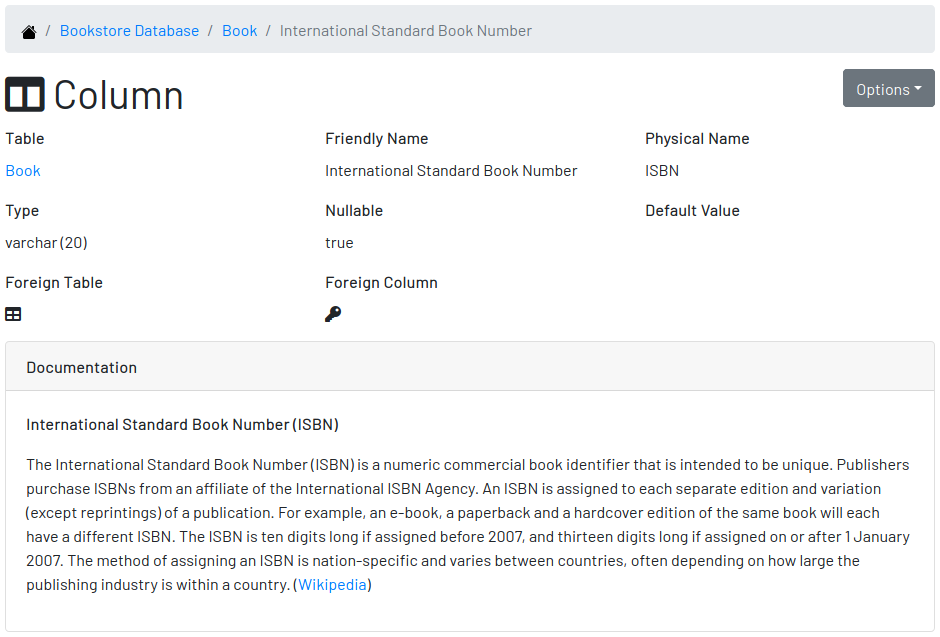 / Bookstore Database / Book / International Standard Book Number
Column
Options
Table Friendly Name Physical Name
Book International Standard Book Number ISBN
Type Nullable Default Value
varchar (20) true
Foreign Table Foreign Column
Documentation
International Standard Book Number (ISBN)
The International Standard Book Number (ISBN) is a numeric commercial book identifier that is intended to be unique. Publishers
purchase ISBNs from an affiliate of the International ISBN Agency. An ISBN is assigned to each separate edition and variation
(except reprintings) of a publication. For example, an e-book, a paperback and a hardcover edition of the same book will each
have a different ISBN. The ISBN is ten digits long if assigned before 2007, and thirteen digits long if assigned on or after 1 January
2007. The method of assigning an ISBN is nation-specific and varies between countries, often depending on how large the
publishing industry is within a country. (Wikipedia)